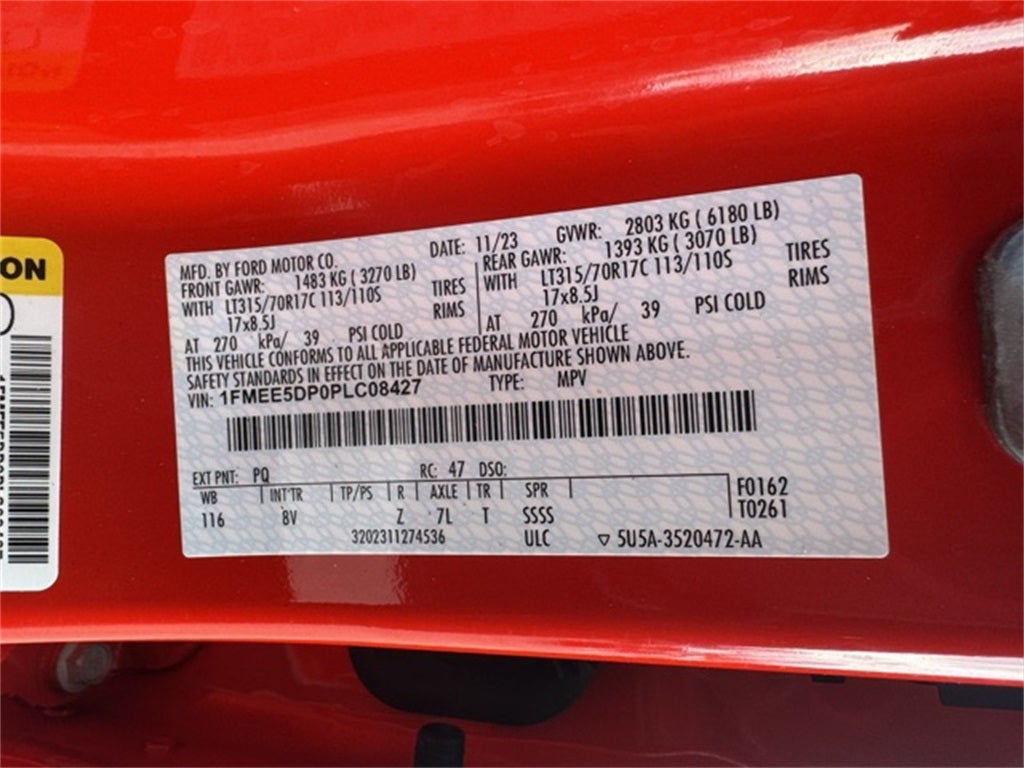 ON
MFD. BY FORD MOTOR CO. DATE: 11/23 GVWR: 2803 KG ( 6180 LB)
FRONT GAWR: 1483 KG ( 3270 LB) REAR GAWR: 1393 KG ( 3070 LB)
WITH LT315/70R17C 113/110S TIRES WITH LT315/70R17C 113/110S TIRES
17x8.5J RIMS 17x8.5J RIMS
AT 270 kPa/ 39 PSI COLD AT 270 kPa/ 39 PSI COLD
THIS VEHICLE CONFORMS TO ALL APPLICABLE FEDERAL MOTOR VEHICLE
SAFETY STANDARDS IN EFFECT ON THE DATE OF MANUFACTURE SHOWN ABOVE.
VIN: 1FMEE5DP0PLC08427 TYPE: MPV
EXT PNT: PQ RC: 47 DSO:
WB INT TR TP/PS R AXLE TR SPR F0162
116 8V Z 7L T SSSS T0261
3202311274536 ULC ▽ 5U5A-3520472-AA